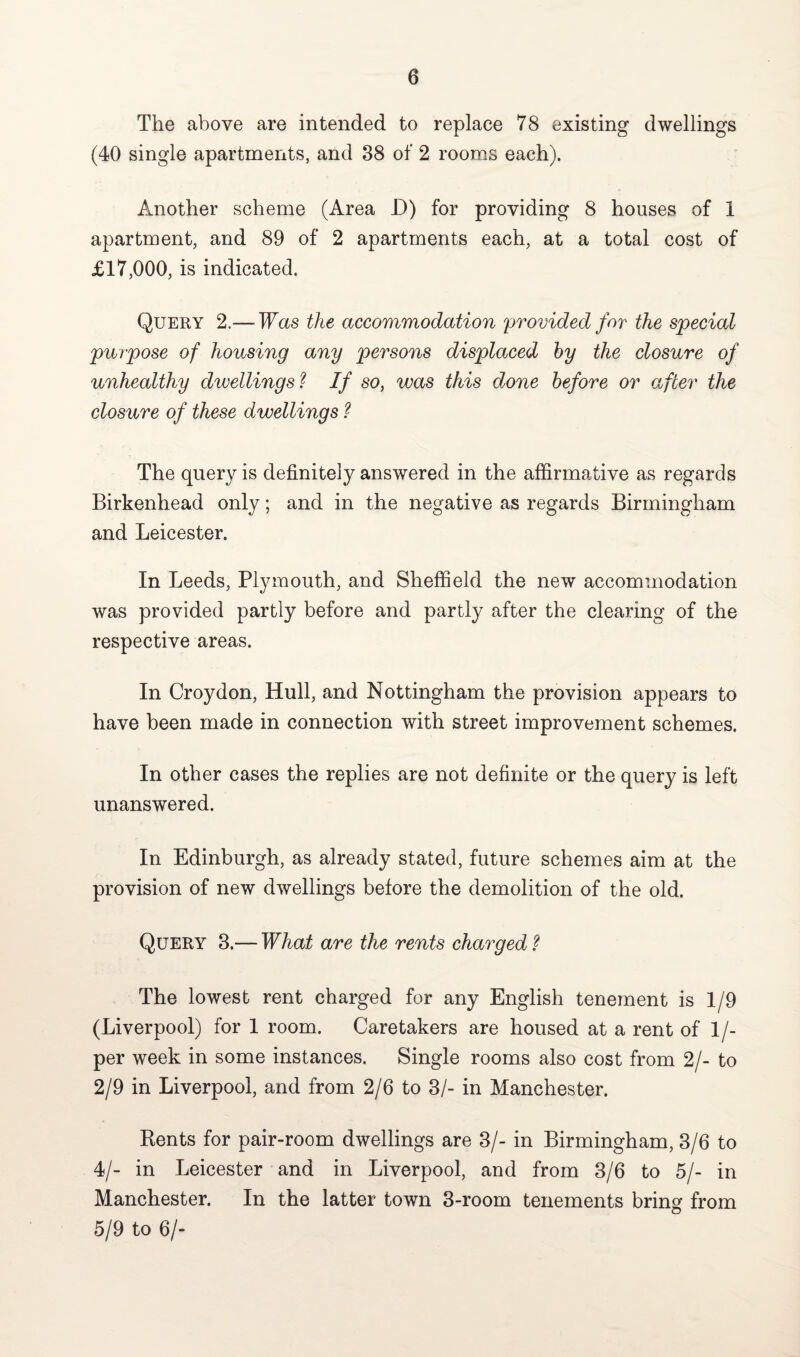 6
The above are intended to replace 78 existing dwellings
(40 single apartments, and 38 of 2 rooms each).
Another scheme (Area D) for providing 8 houses of 1
apartment, and 89 of 2 apartments each, at a total cost of
£17,000, is indicated.
Query 2.—Was the accommodation provided for the special
purpose of housing any persons displaced by the closure of
unhealthy dwellings? If so, was this done before or after the
closure of these dwellings?
The query is definitely answered in the affirmative as regards
Birkenhead only; and in the negative as regards Birmingham
and Leicester.
In Leeds, Plymouth, and Sheffield the new accommodation
was provided partly before and partly after the clearing of the
respective areas.
In Croydon, Hull, and Nottingham the provision appears to
have been made in connection with street improvement schemes.
In other cases the replies are not definite or the query is left
unanswered.
In Edinburgh, as already stated, future schemes aim at the
provision of new dwellings before the demolition of the old.
Query 3.—What are the rents charged?
The lowest rent charged for any English tenement is 1/9
(Liverpool) for 1 room. Caretakers are housed at a rent of 1/-
per week in some instances. Single rooms also cost from 2/- to
2/9 in Liverpool, and from 2/6 to 3/- in Manchester.
Rents for pair-room dwellings are 3/- in Birmingham, 3/6 to
4/- in Leicester and in Liverpool, and from 3/6 to 5/- in
Manchester. In the latter town 3-room tenements bring from
5/9 to 6/-